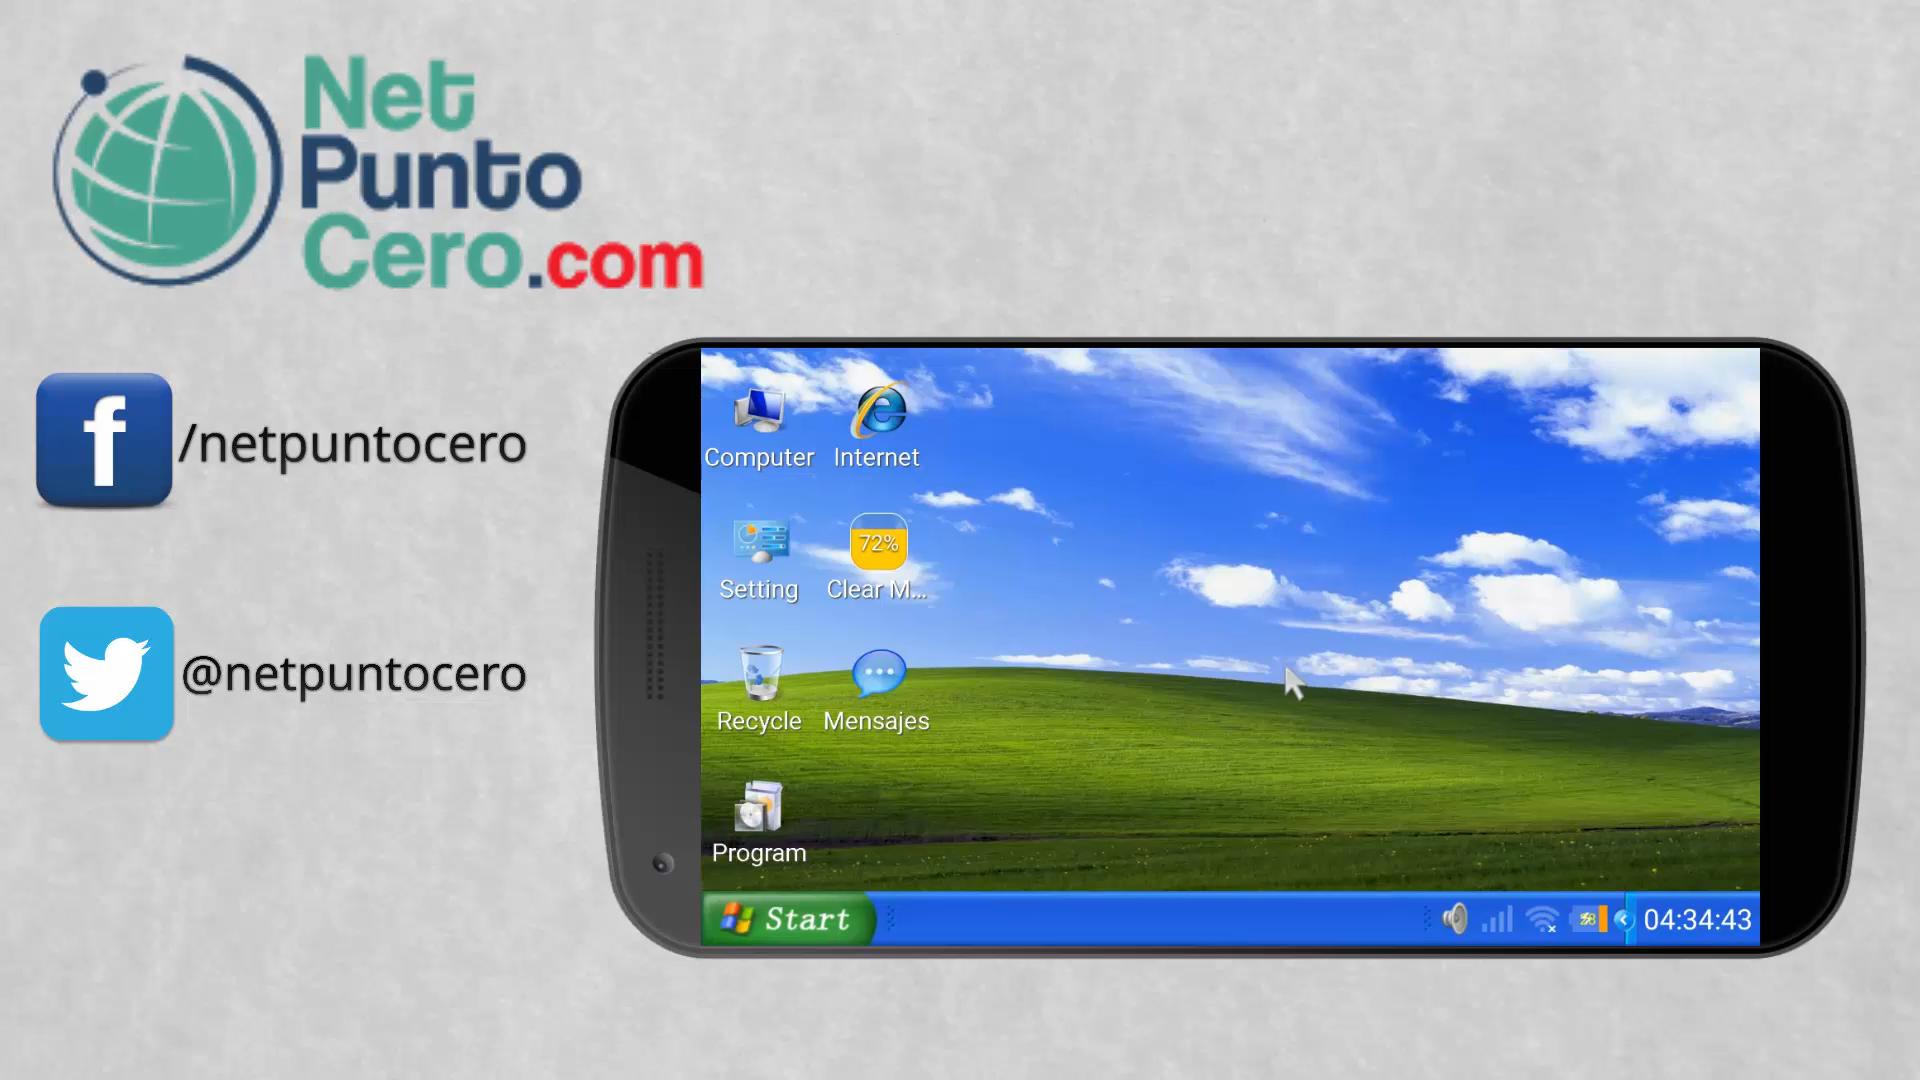 Net
Punto
Cero.com
f
/netpuntocero
@netpuntocero
Computer
Internet
Setting
72%
Clear M...
Recycle
Mensajes
Program
Start
04:34:43